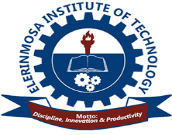 ELERINMOSA INSTITUTE OF TECHNOLOGY
Motto:
Discipline, Innovation & Productivity